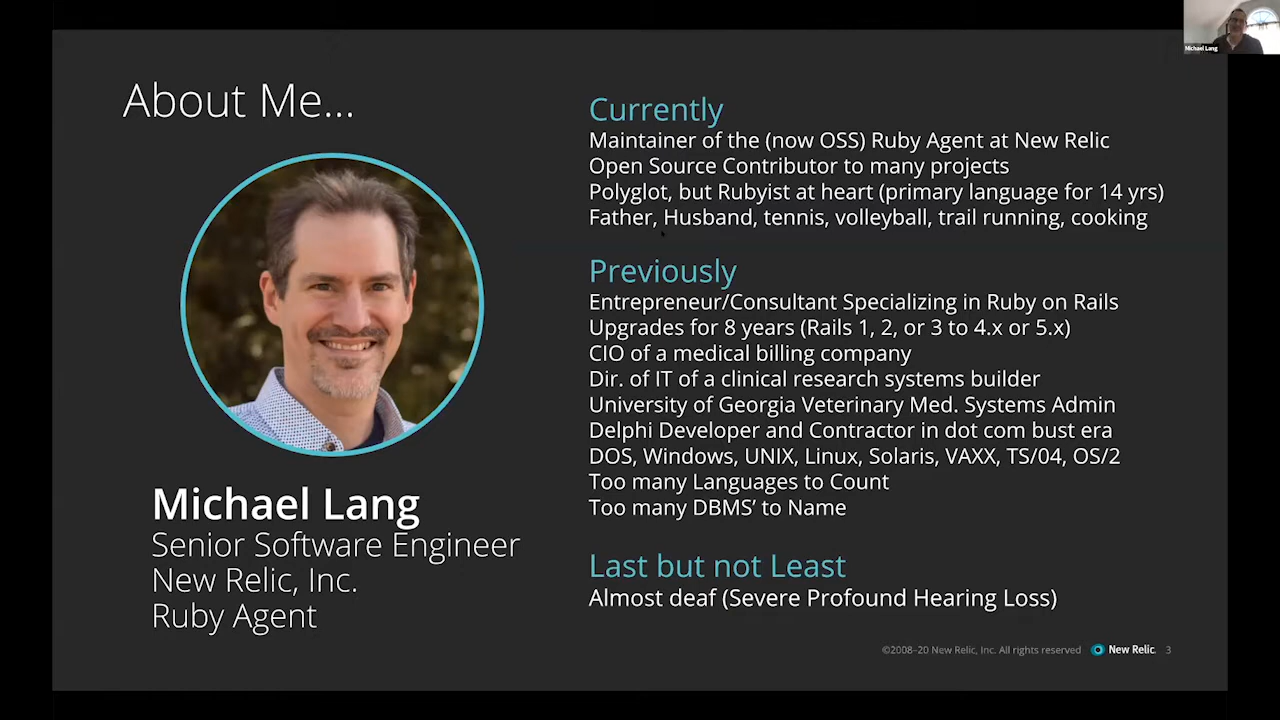 Michael Lang
About Me...
Michael Lang
Senior Software Engineer
New Relic, Inc.
Ruby Agent
Currently
Maintainer of the (now OSS) Ruby Agent at New Relic
Open Source Contributor to many projects
Polyglot, but Rubyist at heart (primary language for 14 yrs)
Father, Husband, tennis, volleyball, trail running, cooking
Previously
Entrepreneur/Consultant Specializing in Ruby on Rails
Upgrades for 8 years (Rails 1, 2, or 3 to 4.x or 5.x)
CIO of a medical billing company
Dir. of IT of a clinical research systems builder
University of Georgia Veterinary Med. Systems Admin
Delphi Developer and Contractor in dot com bust era
DOS, Windows, UNIX, Linux, Solaris, VAXX, TS/04, OS/2
Too many Languages to Count
Too many DBMS’ to Name
Last but not Least
Almost deaf (Severe Profound Hearing Loss)
©2008–20 New Relic, Inc. All rights reserved New Relic. 3